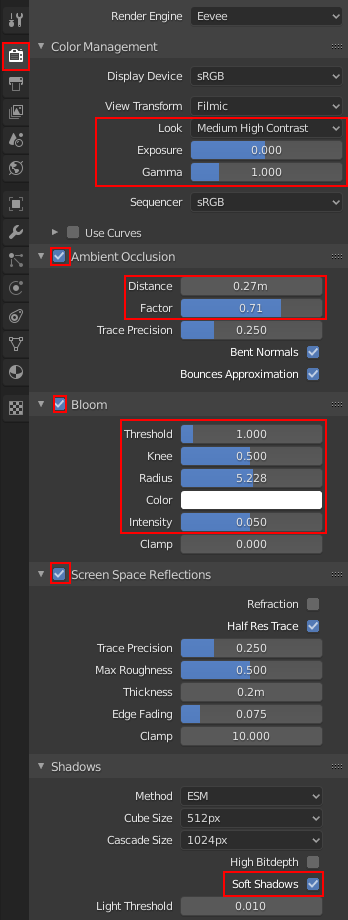 Render Engine Eevee
Color Management
Display Device sRGB
View Transform Filmic
Look Medium High Contrast
Exposure 0.000
Gamma 1.000
Sequencer sRGB
Use Curves
Ambient Occlusion
Distance 0.27m
Factor 0.71
Trace Precision 0.250
Bent Normals
Bounces Approximation
Bloom
Threshold 1.000
Knee 0.500
Radius 5.228
Color
Intensity 0.050
Clamp 0.000
Screen Space Reflections
Refraction
Half Res Trace
Trace Precision 0.250
Max Roughness 0.500
Thickness 0.2m
Edge Fading 0.075
Clamp 10.000
Shadows
Method ESM
Cube Size 512px
Cascade Size 1024px
High Bitdepth
Soft Shadows
Light Threshold 0.010